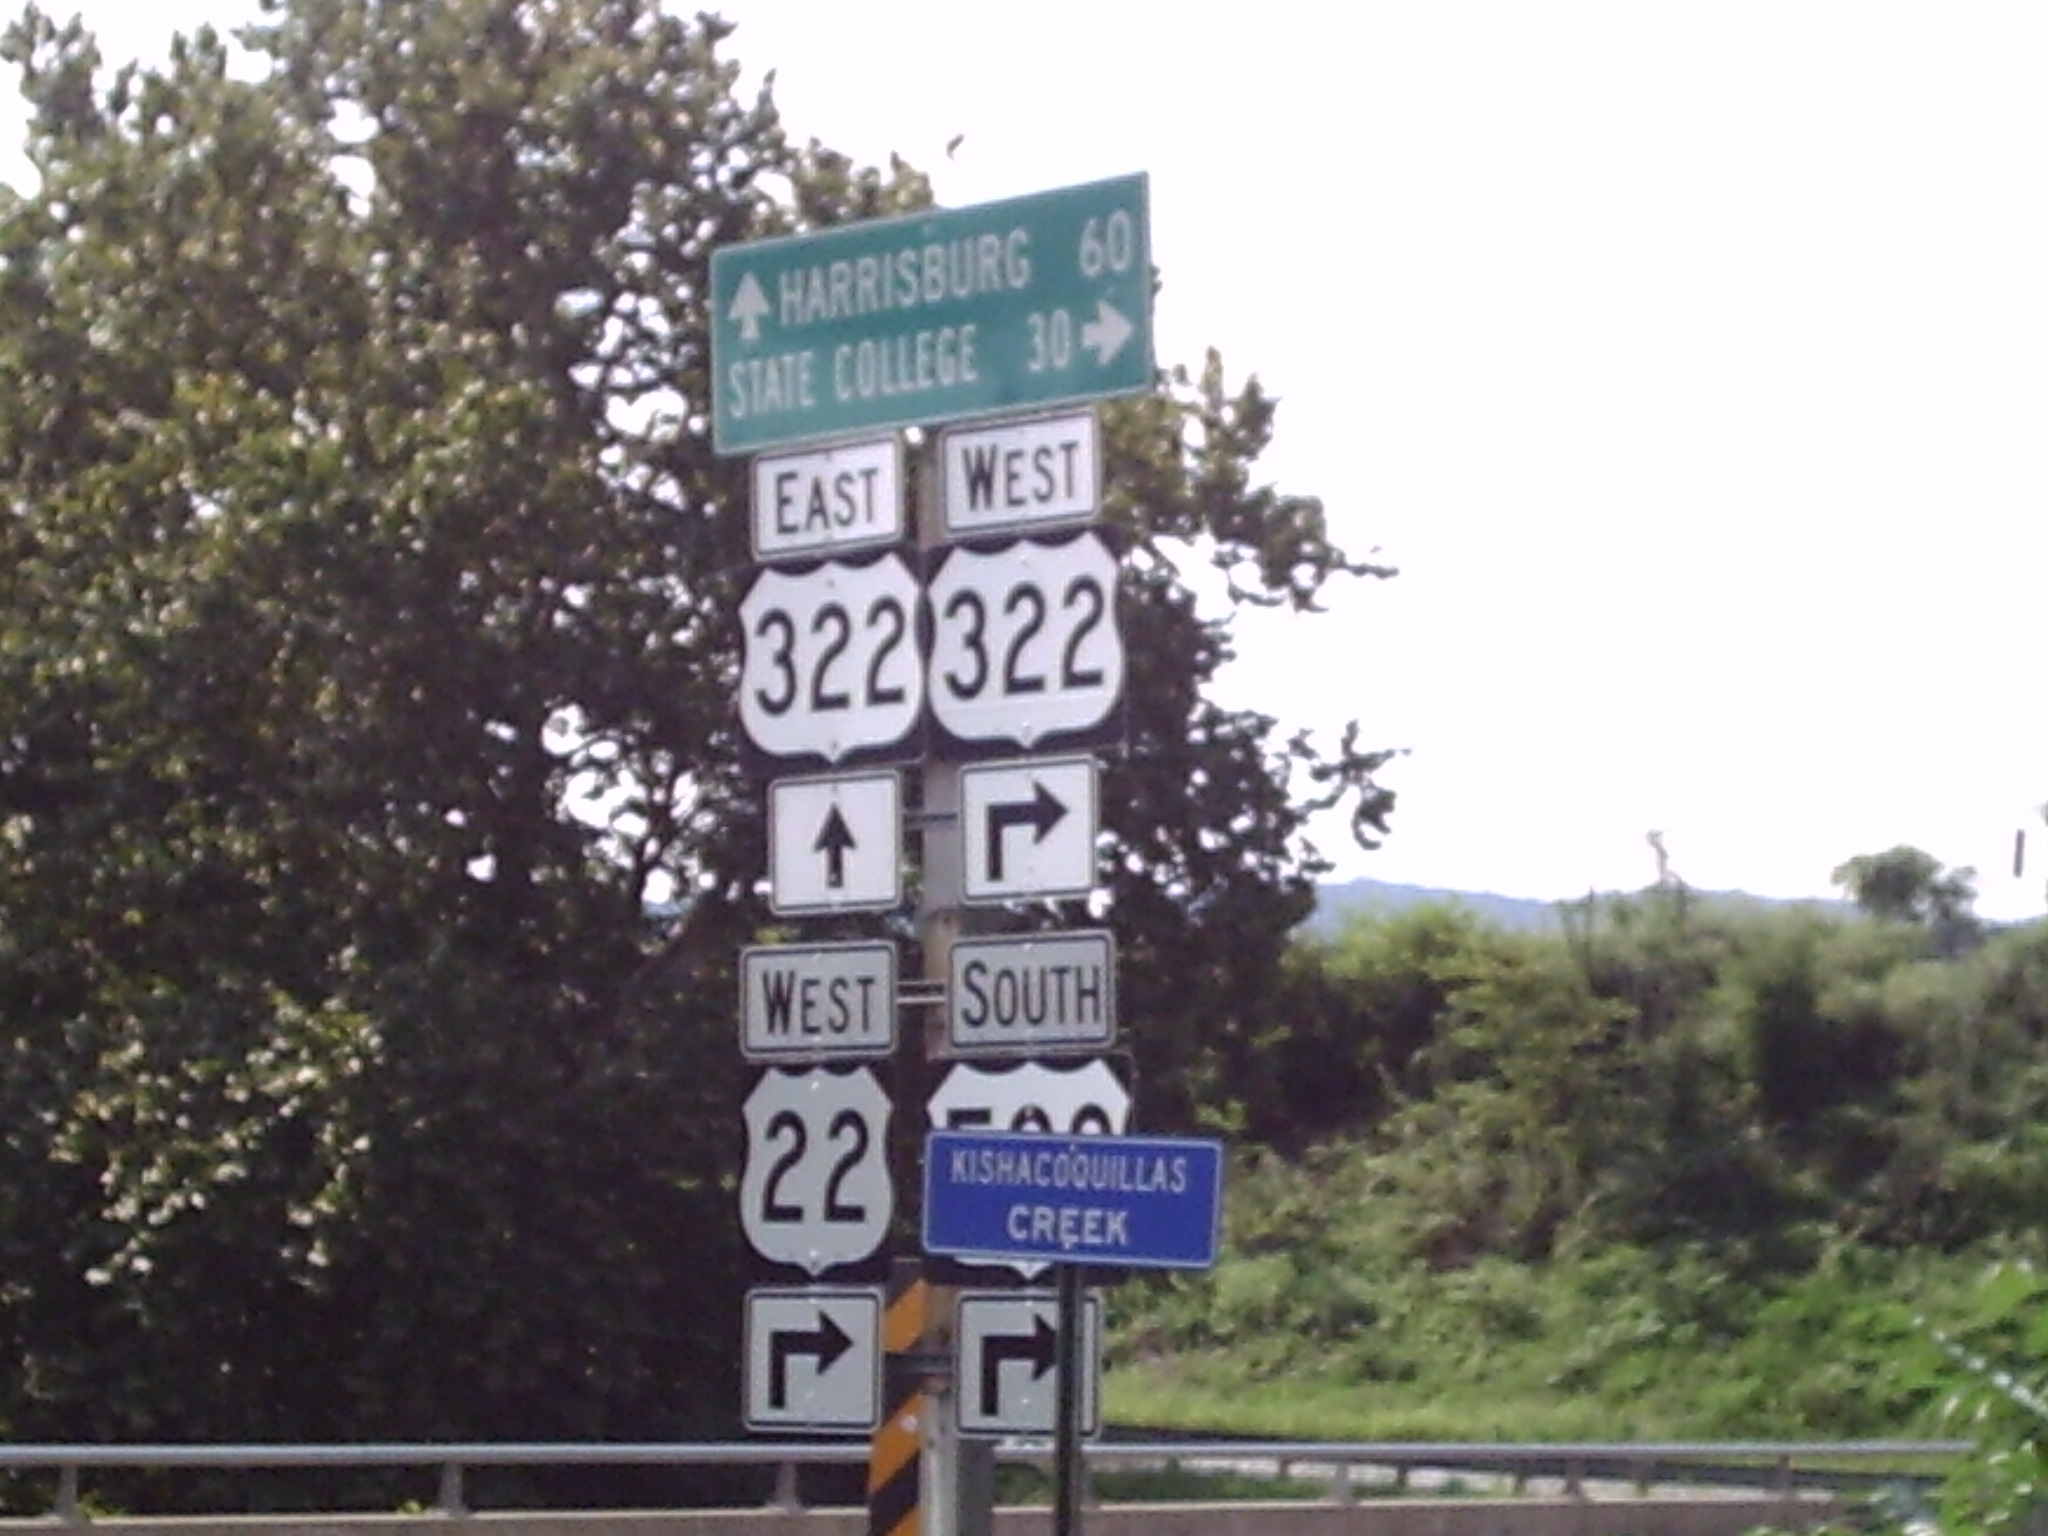 HARRISBURG 60
STATE COLLEGE 30
EAST
WEST
322
322
WEST
SOUTH
22
KISHACOQUILLAS
CREEK